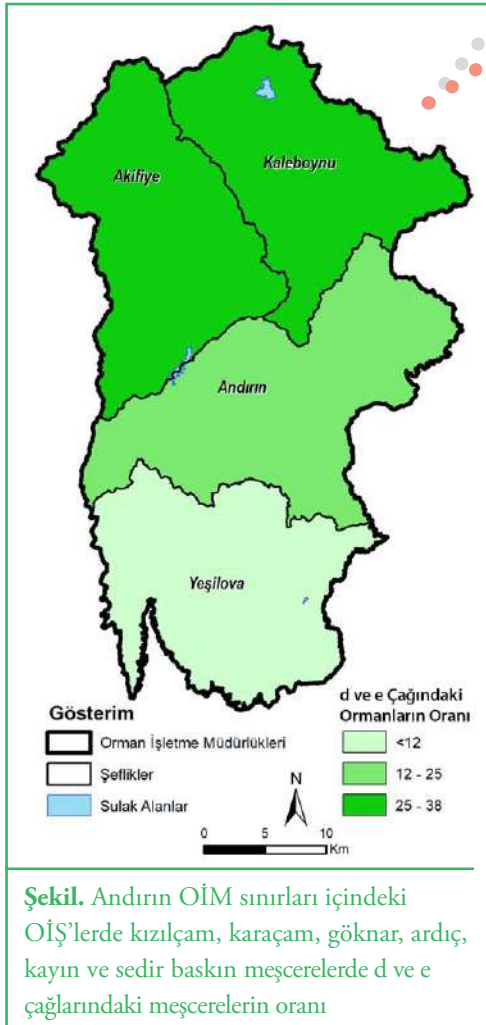 Akifiye
Kaleboynu
Andırın
Yeşilova
Gösterim
Orman İşletme Müdürlükleri
Şeflikler
Sulak Alanlar
N
0 5 10
Km
d ve e Çağındaki
Ormanların Oranı
<12
12 - 25
25 - 38
Şekil. Andırın OİM sınırları içindeki
OİŞ’lerde kızılçam, karaçam, göknar, ardıç,
kayın ve sedir baskın meşcerelerde d ve e
çağlarındaki meşcerelerin oranı